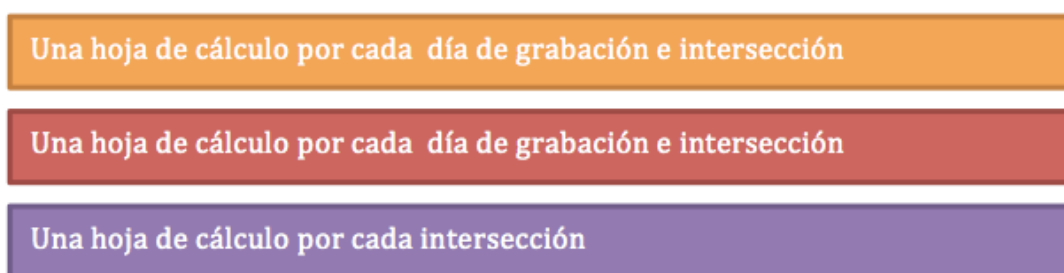 Una hoja de cálculo por cada día de grabación e intersección
Una hoja de cálculo por cada día de grabación e intersección
Una hoja de cálculo por cada intersección